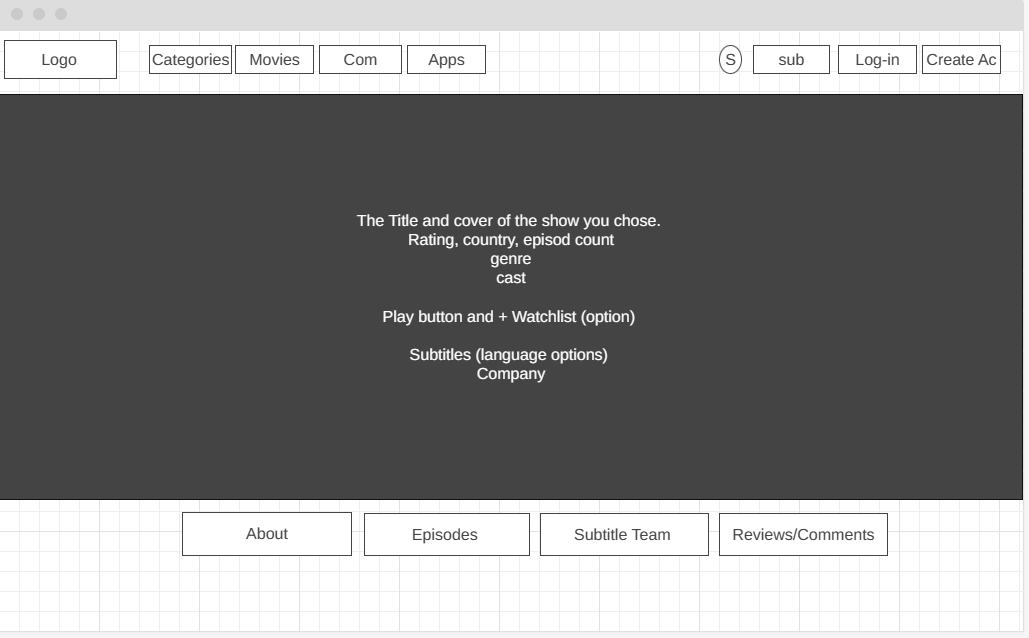 Logo
Categories
Movies
Com
Apps
S
sub
Log-in
Create Ac
The Title and cover of the show you chose.
Rating, country, episod count
genre
cast
Play button and + Watchlist (option)
Subtitles (language options)
Company
About
Episodes
Subtitle Team
Reviews/Comments